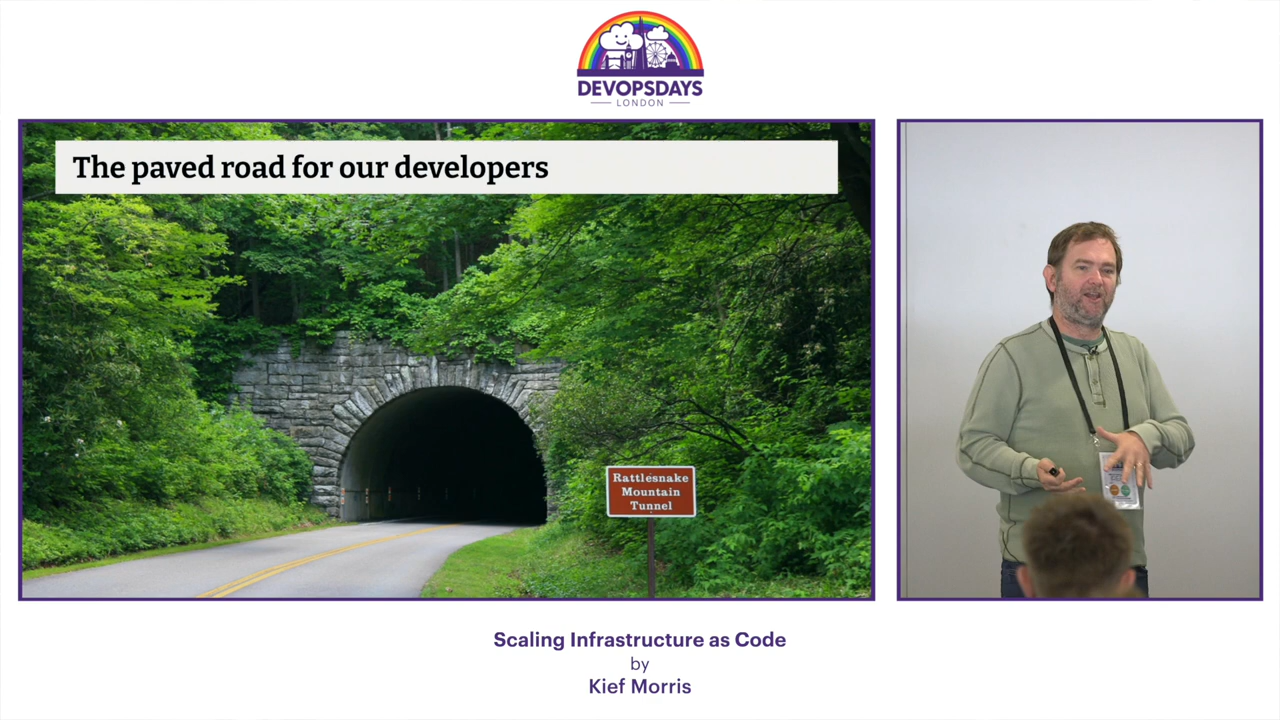 DEVOPSDAYS
LONDON
The paved road for our developers
Rattlesnake
Mountain
Tunnel
Scaling Infrastructure as Code
by
Kief Morris